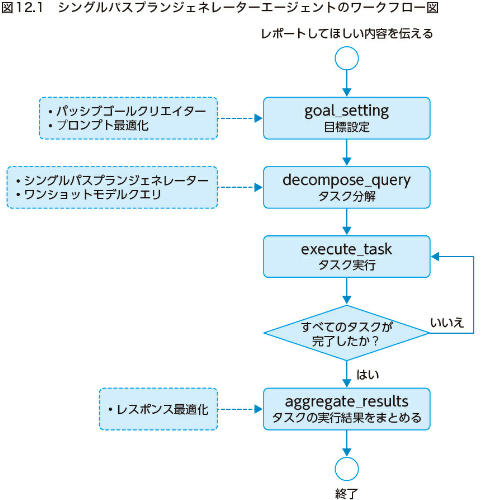 図12.1 シングルパスプランジェネレーターエージェントのワークフロー図
レポートしてほしい内容を伝える
・パッシブゴールクリエイター
・プロンプト最適化
goal_setting
目標設定
・シングルパスプランジェネレーター
・ワンショットモデルクエリ
decompose_query
タスク分解
execute_task
タスク実行
すべてのタスクが
完了したか？
いいえ
はい
・レスポンス最適化
aggregate_results
タスクの実行結果をまとめる
終了